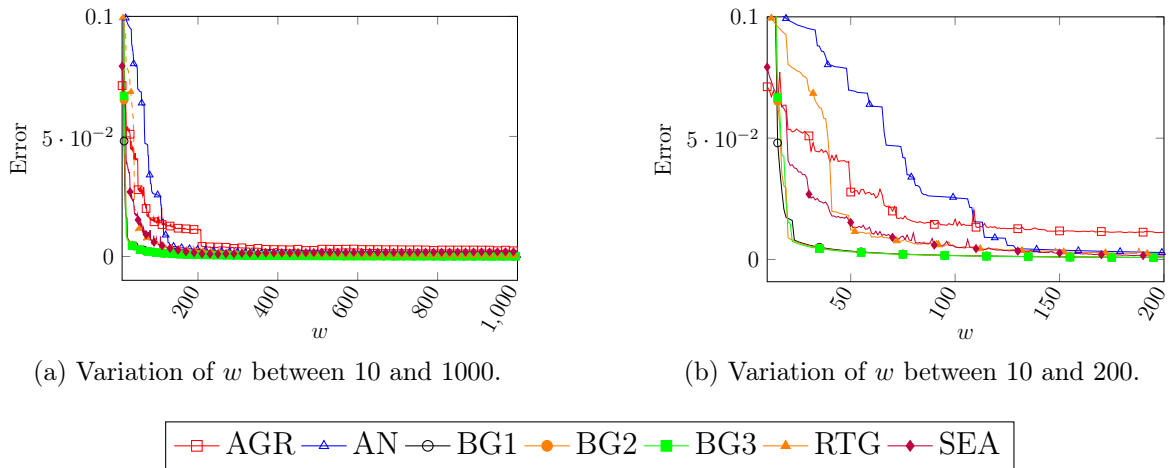 0.1
5 · 10⁻²
0
Error
200
400
600
800
1,000
w
(a) Variation of w between 10 and 1000.
0.1
5 · 10⁻²
0
Error
50
100
150
200
w
(b) Variation of w between 10 and 200.
AGR AN BG1 BG2 BG3 RTG SEA